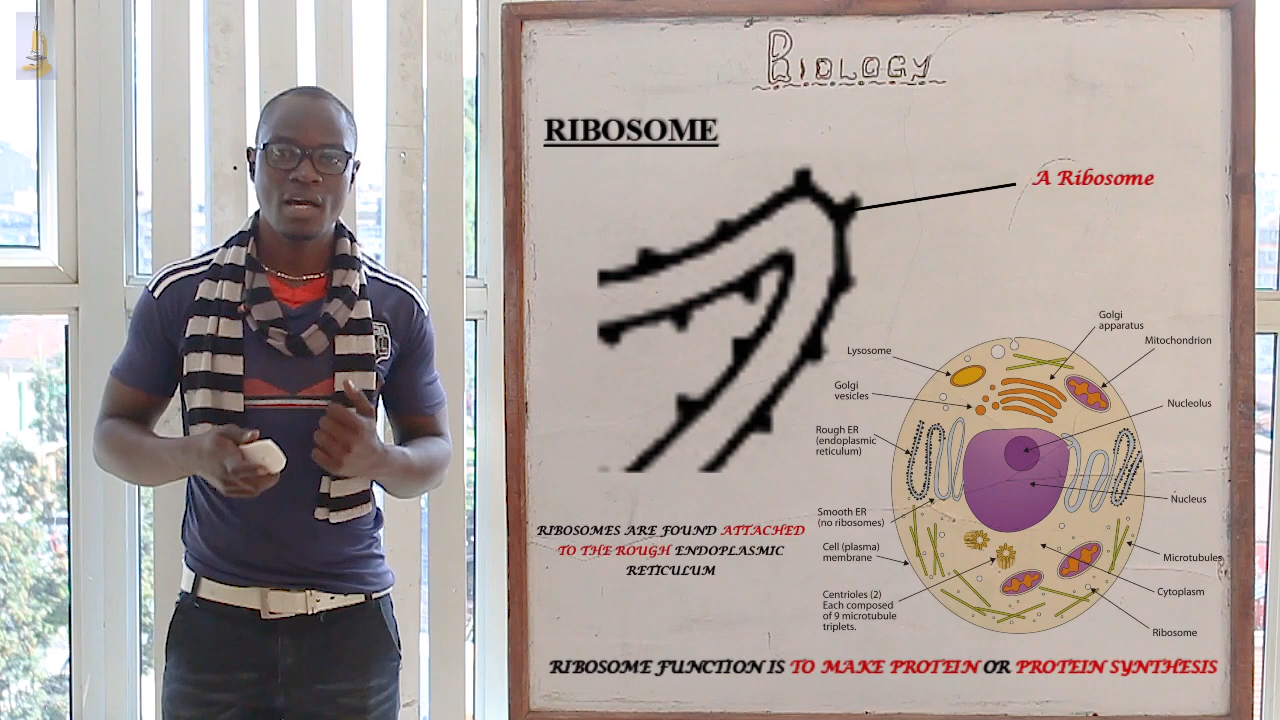 BIOLOGY
RIBOSOME
A Ribosome
Golgi
apparatus
Mitochondrion
Lysosome
Golgi
vesicles
Nucleolus
Rough ER
(endoplasmic
reticulum)
Nucleus
Smooth ER
(no ribosomes)
Cell (plasma)
membrane
Microtubules
Centrioles (2)
Each composed
of 9 microtubule
triplets.
Cytoplasm
Ribosome
RIBOSOMES ARE FOUND ATTACHED
TO THE ROUGH ENDOPLASMIC
RETICULUM
RIBOSOME FUNCTION IS TO MAKE PROTEIN OR PROTEIN SYNTHESIS